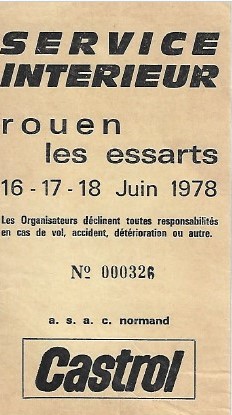 SERVICE
INTERIEUR
rouen
les essarts
16 - 17 - 18 Juin 1978
Les Organisateurs déclinent toutes responsabilités
en cas de vol, accident, détérioration ou autre.
Nº 000326
a. s. a. c. normand
Castrol